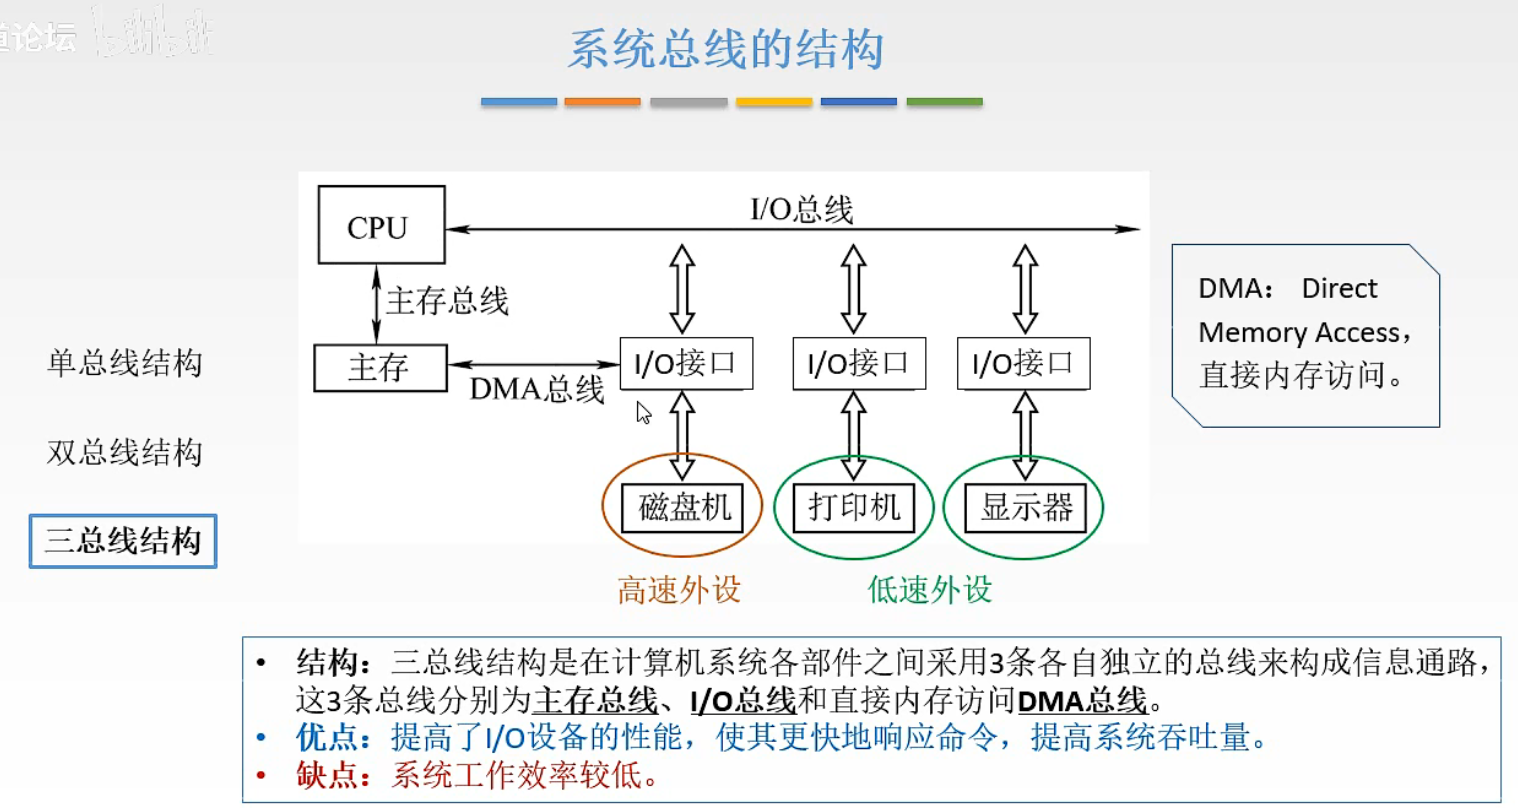 道论坛 bilibili
系统总线的结构
CPU
I/O总线
主存总线
主存
DMA总线
I/O接口
I/O接口
I/O接口
磁盘机
打印机
显示器
高速外设
低速外设
DMA： Direct
Memory Access，
直接内存访问。
单总线结构
双总线结构
三总线结构
• 结构：三总线结构是在计算机系统各部件之间采用3条各自独立的总线来构成信息通路，
这3条总线分别为主存总线、I/O总线和直接内存访问DMA总线。
• 优点：提高了I/O设备的性能，使其更快地响应命令，提高系统吞吐量。
• 缺点：系统工作效率较低。